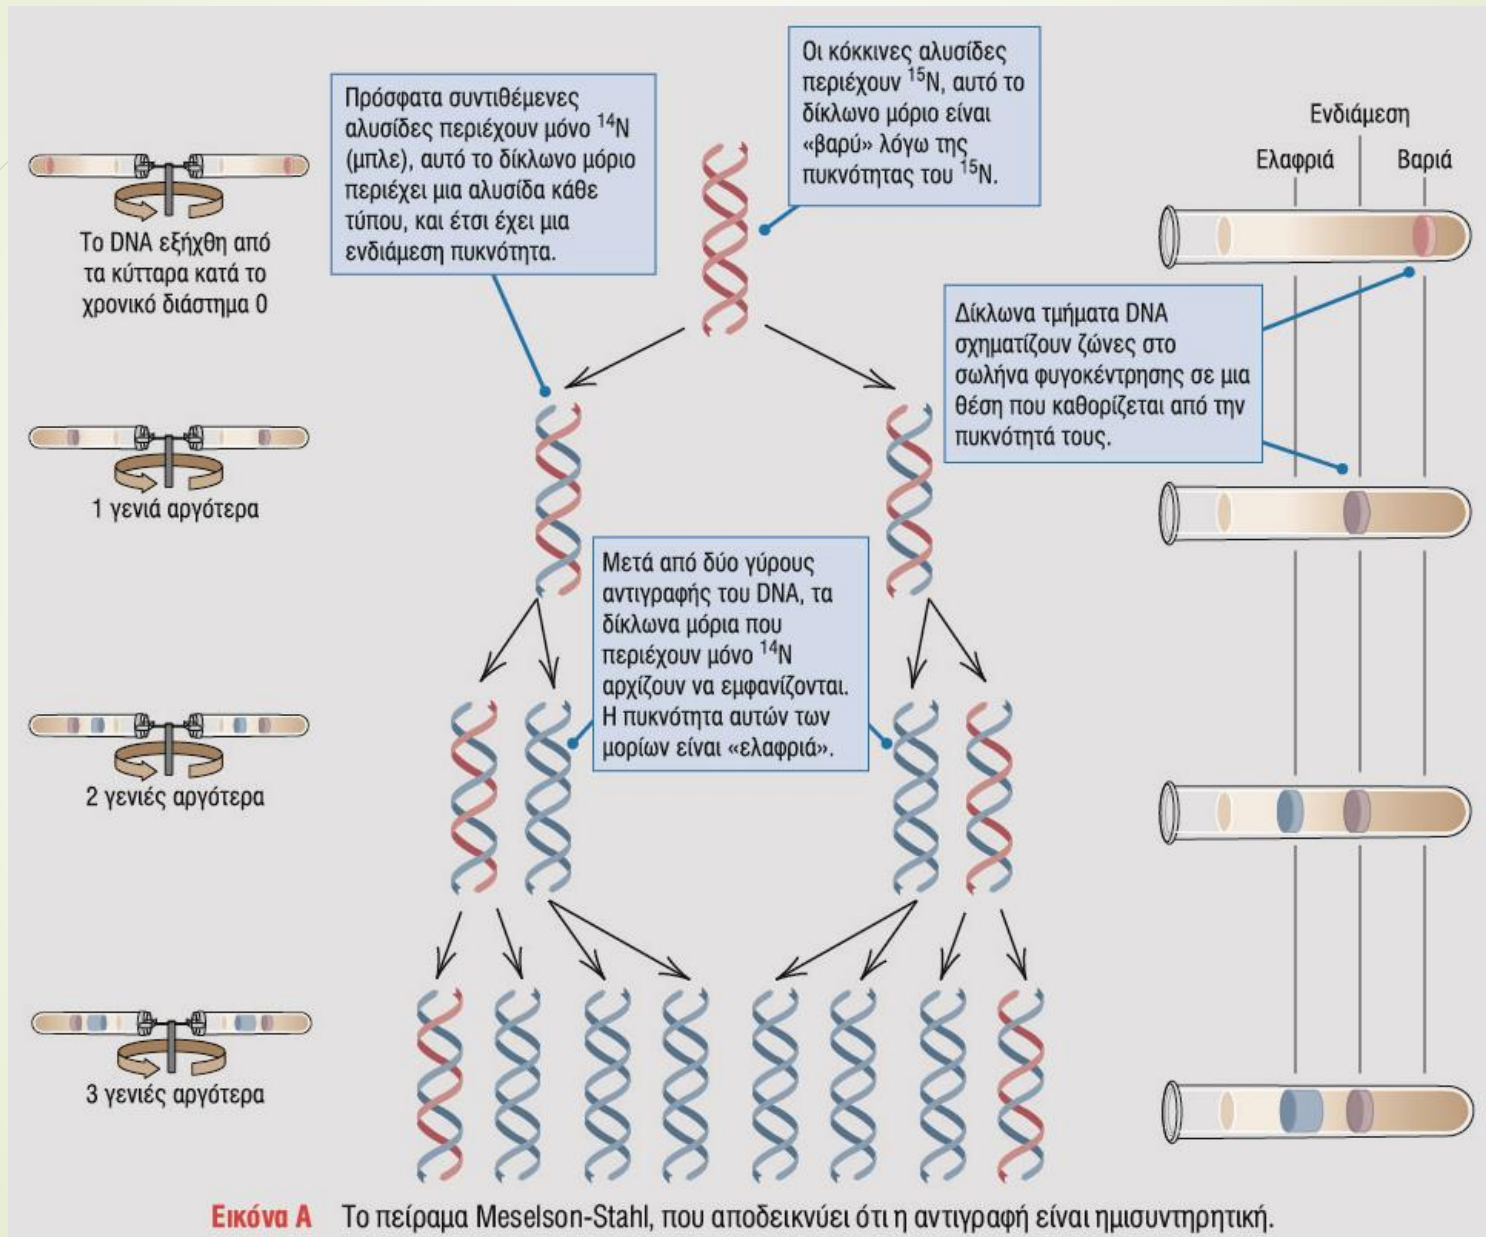 Πρόσφατα συντιθέμενες
αλυσίδες περιέχουν μόνο ¹⁴N
(μπλε), αυτό το δίκλωνο μόριο
περιέχει μια αλυσίδα κάθε
τύπου, και έτσι έχει μια
ενδιάμεση πυκνότητα.
Οι κόκκινες αλυσίδες
περιέχουν ¹⁵N, αυτό το
δίκλωνο μόριο είναι
«βαρύ» λόγω της
πυκνότητας του ¹⁵N.
Ενδιάμεση
Ελαφριά
Βαριά
Το DNA εξήχθη από
τα κύτταρα κατά το
χρονικό διάστημα 0
Δίκλωνα τμήματα DNA
σχηματίζουν ζώνες στο
σωλήνα φυγοκέντρησης σε μια
θέση που καθορίζεται από την
πυκνότητά τους.
1 γενιά αργότερα
Μετά από δύο γύρους
αντιγραφής του DNA, τα
δίκλωνα μόρια που
περιέχουν μόνο ¹⁴N
αρχίζουν να εμφανίζονται.
Η πυκνότητα αυτών των
μορίων είναι «ελαφριά».
2 γενιές αργότερα
3 γενιές αργότερα
Εικόνα Α Το πείραμα Meselson-Stahl, που αποδεικνύει ότι η αντιγραφή είναι ημισυντηρητική.